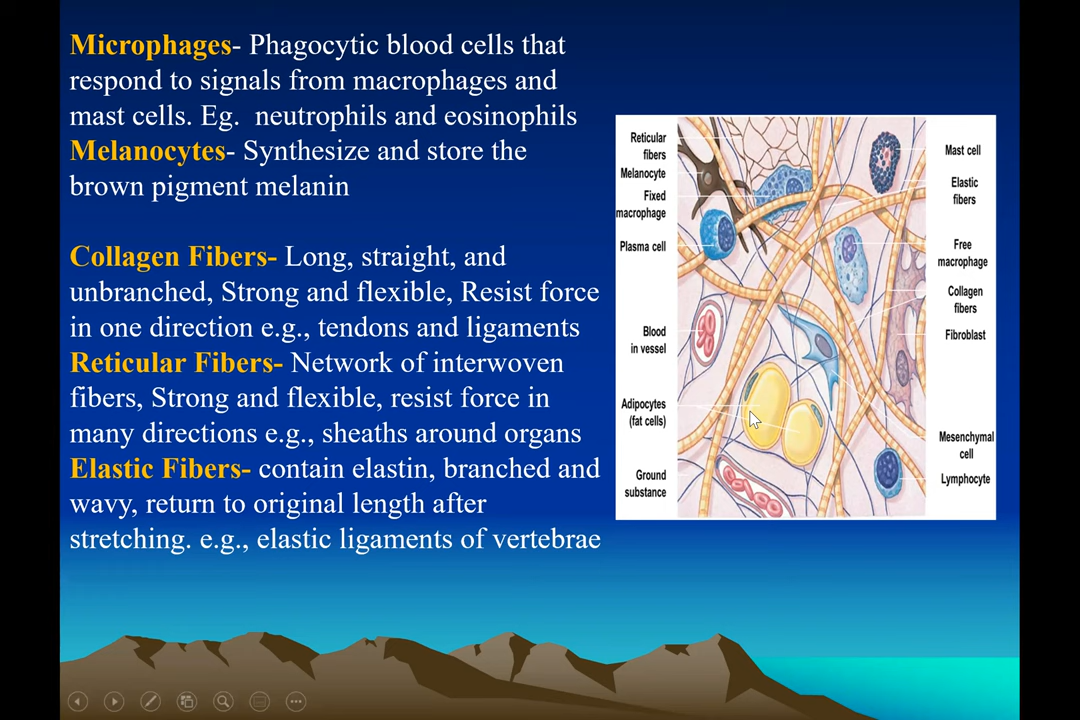 Microphages- Phagocytic blood cells that
respond to signals from macrophages and
mast cells. Eg. neutrophils and eosinophils
Melanocytes- Synthesize and store the
brown pigment melanin
Collagen Fibers- Long, straight, and
unbranched, Strong and flexible, Resist force
in one direction e.g., tendons and ligaments
Reticular Fibers- Network of interwoven
fibers, Strong and flexible, resist force in
many directions e.g., sheaths around organs
Elastic Fibers- contain elastin, branched and
wavy, return to original length after
stretching. e.g., elastic ligaments of vertebrae
Reticular
fibers
Melanocyte
Fixed
macrophage
Plasma cell
Blood
in vessel
Adipocytes
(fat cells)
Ground
substance
Mast cell
Elastic
fibers
Free
macrophage
Collagen
fibers
Fibroblast
Mesenchymal
cell
Lymphocyte